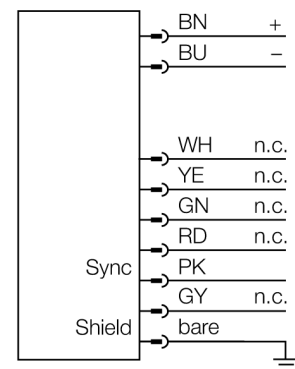 BN +
BU –
WH n.c.
YE n.c.
GN n.c.
RD n.c.
Sync PK
GY n.c.
Shield bare